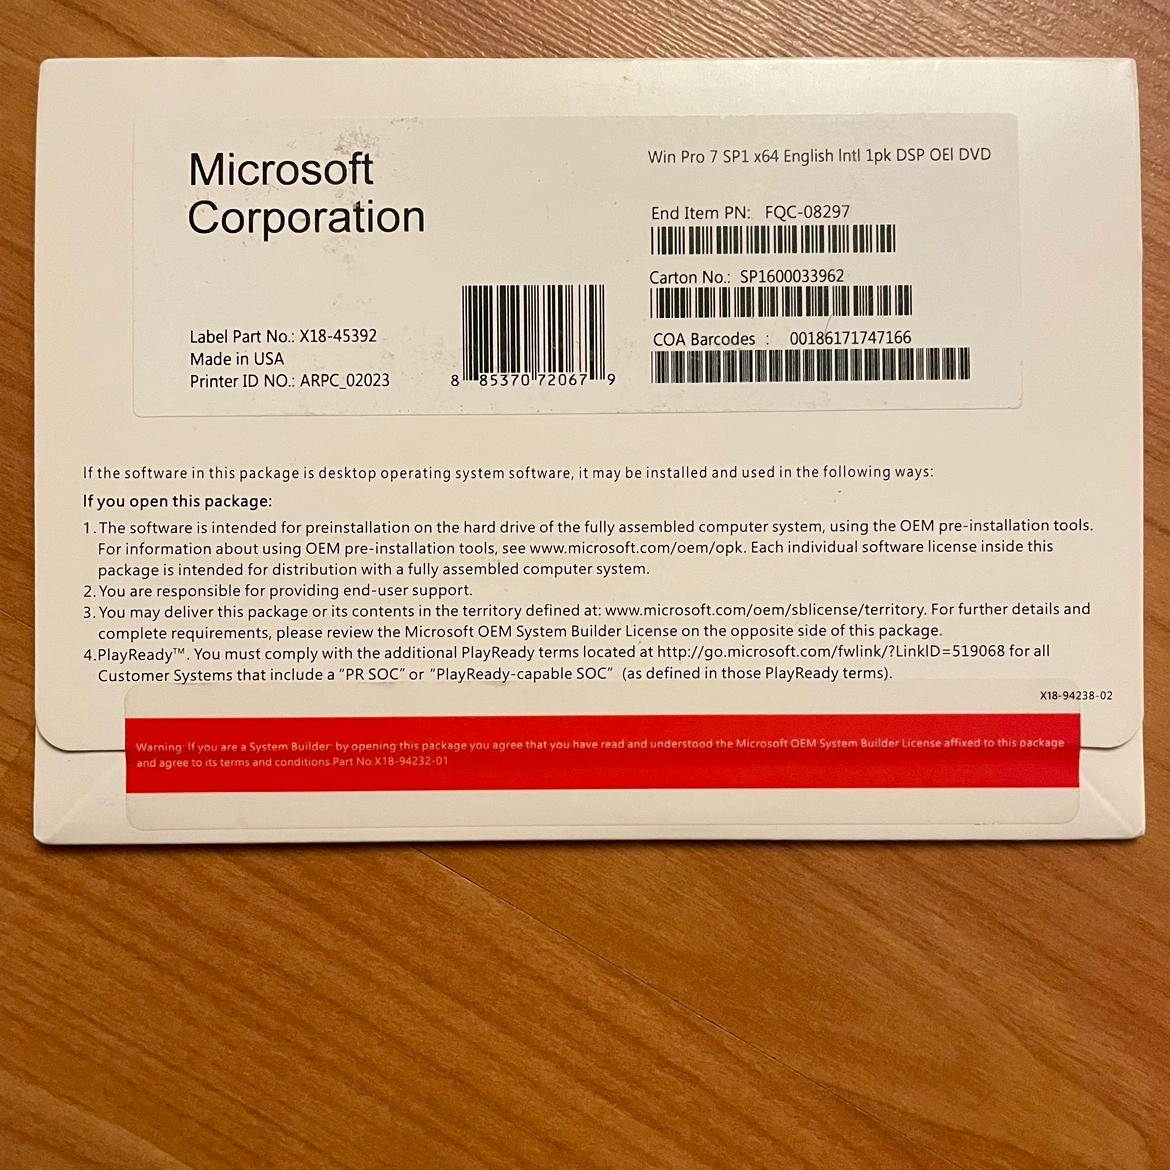 Microsoft
Corporation
Win Pro 7 SP1 x64 English Intl 1pk DSP OEI DVD
End Item PN: FQC-08297
Carton No.: SP1600033962
COA Barcodes : 00186171747166
Label Part No.: X18-45392
Made in USA
Printer ID NO.: ARPC_02023
8 85370 72067 9
If the software in this package is desktop operating system software, it may be installed and used in the following ways:
If you open this package:
1. The software is intended for preinstallation on the hard drive of the fully assembled computer system, using the OEM pre-installation tools.
For information about using OEM pre-installation tools, see www.microsoft.com/oem/opk. Each individual software license inside this
package is intended for distribution with a fully assembled computer system.
2. You are responsible for providing end-user support.
3. You may deliver this package or its contents in the territory defined at: www.microsoft.com/oem/sblicense/territory. For further details and
complete requirements, please review the Microsoft OEM System Builder License on the opposite side of this package.
4.PlayReady™. You must comply with the additional PlayReady terms located at http://go.microsoft.com/fwlink/?LinkID=519068 for all
Customer Systems that include a “PR SOC” or “PlayReady-capable SOC” (as defined in those PlayReady terms).
X18-94238-02
Warning: If you are a System Builder: by opening this package you agree that you have read and understood the Microsoft OEM System Builder License affixed to this package
and agree to its terms and conditions.Part No:X18-94232-01